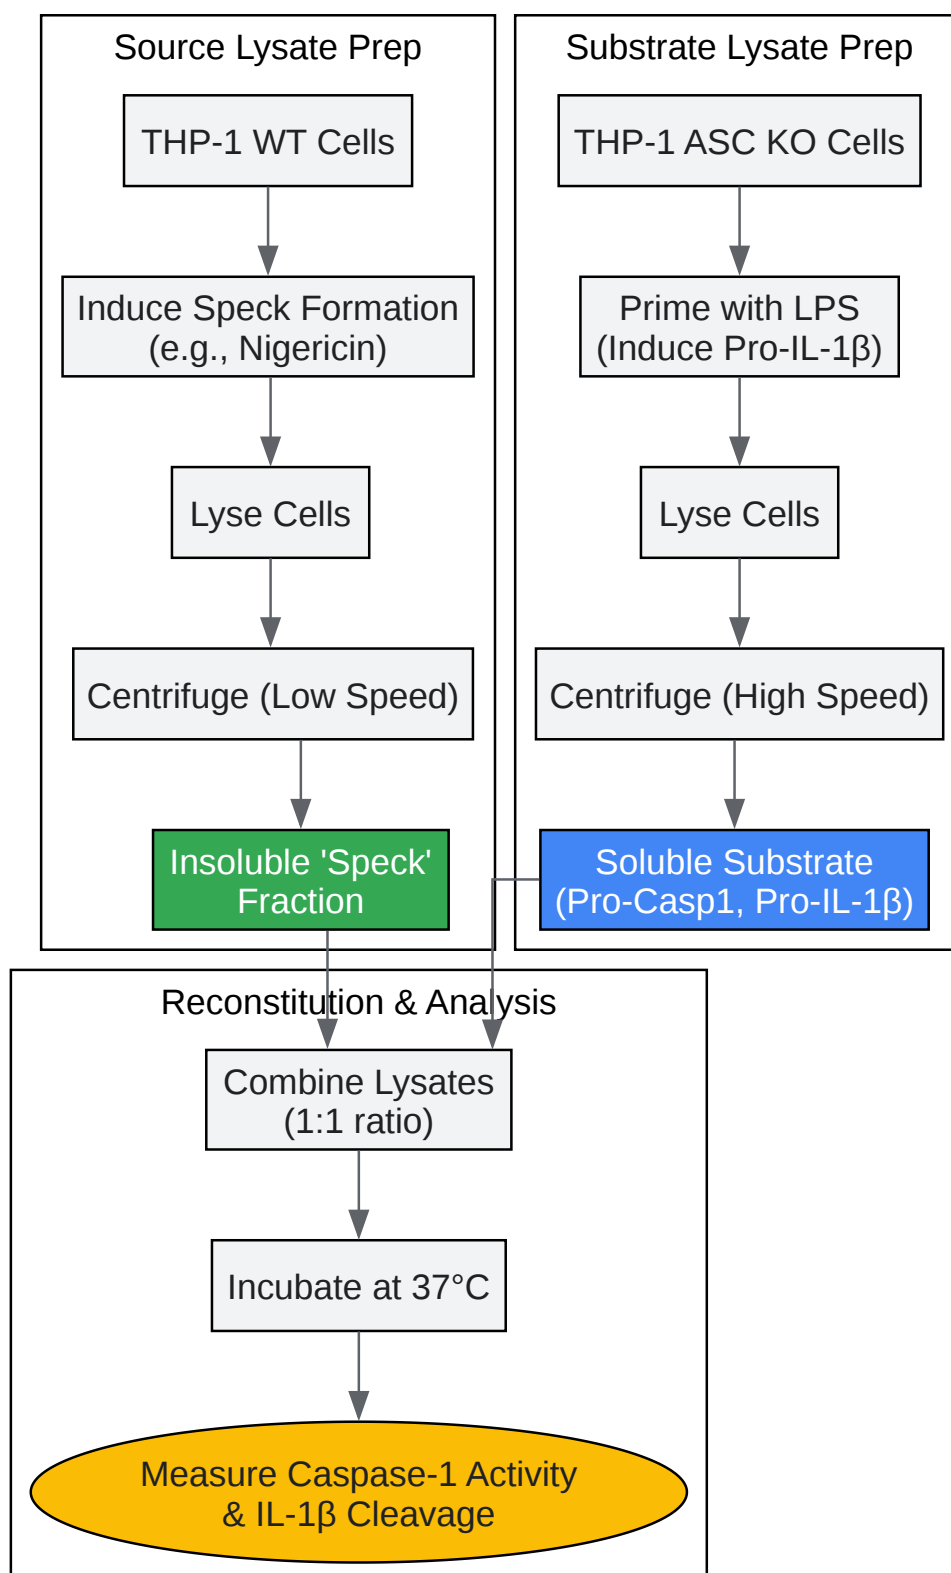 Source Lysate Prep
THP-1 WT Cells
Induce Speck Formation
(e.g., Nigericin)
Lyse Cells
Centrifuge (Low Speed)
Insoluble 'Speck'
Fraction
Substrate Lysate Prep
THP-1 ASC KO Cells
Prime with LPS
(Induce Pro-IL-1β)
Lyse Cells
Centrifuge (High Speed)
Soluble Substrate
(Pro-Casp1, Pro-IL-1β)
Reconstitution & Analysis
Combine Lysates
(1:1 ratio)
Incubate at 37°C
Measure Caspase-1 Activity
& IL-1β Cleavage